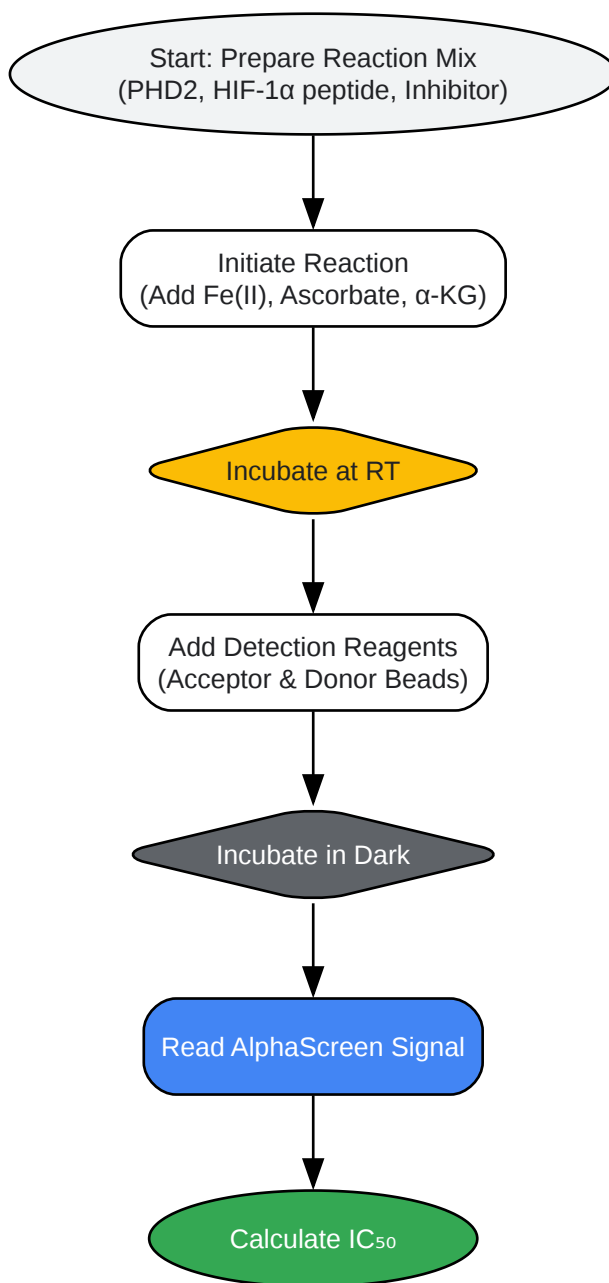 Start: Prepare Reaction Mix
(PHD2, HIF-1α peptide, Inhibitor)
Initiate Reaction
(Add Fe(II), Ascorbate, α-KG)
Incubate at RT
Add Detection Reagents
(Acceptor & Donor Beads)
Incubate in Dark
Read AlphaScreen Signal
Calculate IC₅₀